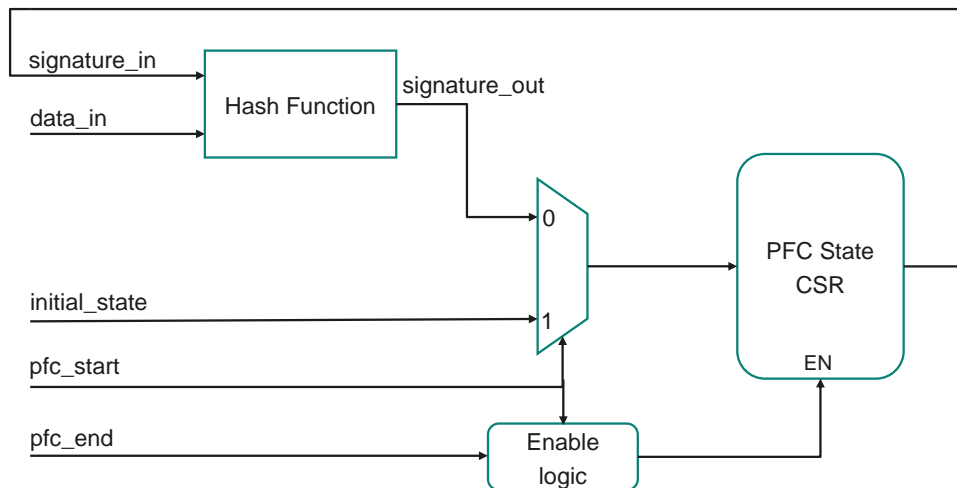 signature_in
Hash Function
signature_out
data_in
0
PFC State
CSR
initial_state
1
pfc_start
EN
pfc_end
Enable
logic